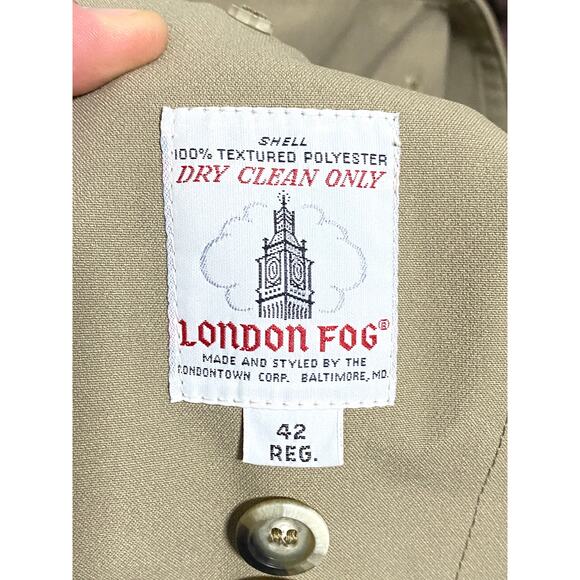 SHELL
100% TEXTURED POLYESTER
DRY CLEAN ONLY
LONDON FOG®
MADE AND STYLED BY THE
LONDONTOWN CORP. BALTIMORE, MD.
42
REG.